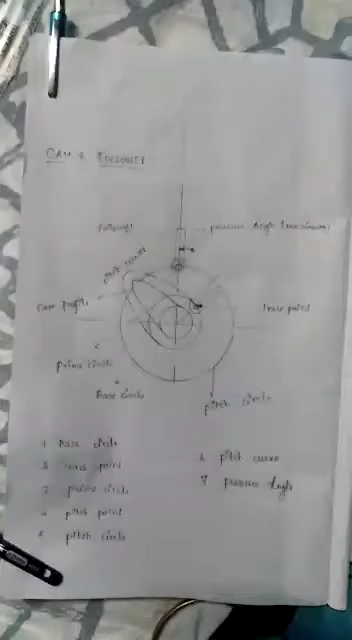 CAM & FOLLOWER
Follower
pressure Angle (maximum)
pitch curve
Cam profile
Trace point
prime circle
Base circle
pitch circle
1 Base circle
2 trace point
3 prime circle
4 pitch point
5 pitch circle
6 pitch curve
7 pressure Angle